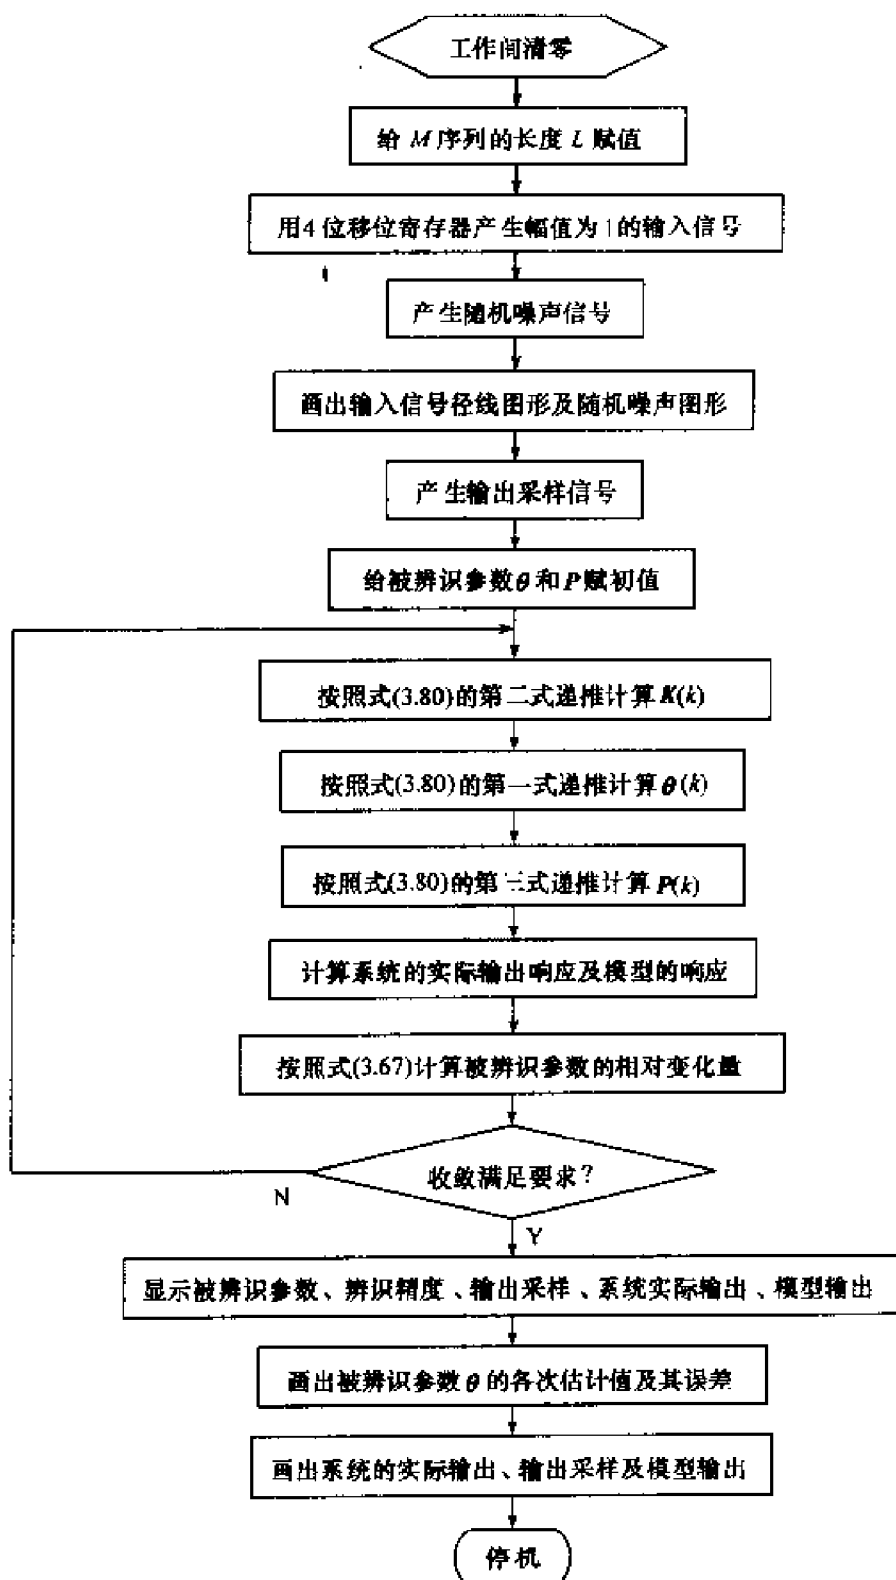 工作间清零
给 M 序列的长度 L 赋值
用4位移位寄存器产生幅值为1的输入信号
产生随机噪声信号
画出输入信号径线图形及随机噪声图形
产生输出采样信号
给被辨识参数θ和P赋初值
按照式(3.80)的第二式递推计算K(k)
按照式(3.80)的第一式递推计算θ(k)
按照式(3.80)的第三式递推计算P(k)
计算系统的实际输出响应及模型的响应
按照式(3.67)计算被辨识参数的相对变化量
收敛满足要求?
N
Y
显示被辨识参数、辨识精度、输出采样、系统实际输出、模型输出
画出被辨识参数θ的各次估计值及其误差
画出系统的实际输出、输出采样及模型输出
停机